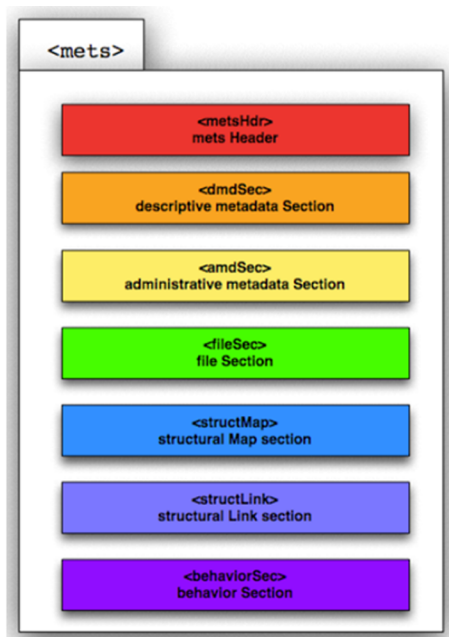 <mets>
<metsHdr>
mets Header
<dmdSec>
descriptive metadata Section
<amdSec>
administrative metadata Section
<fileSec>
file Section
<structMap>
structural Map section
<structLink>
structural Link section
<behaviorSec>
behavior Section